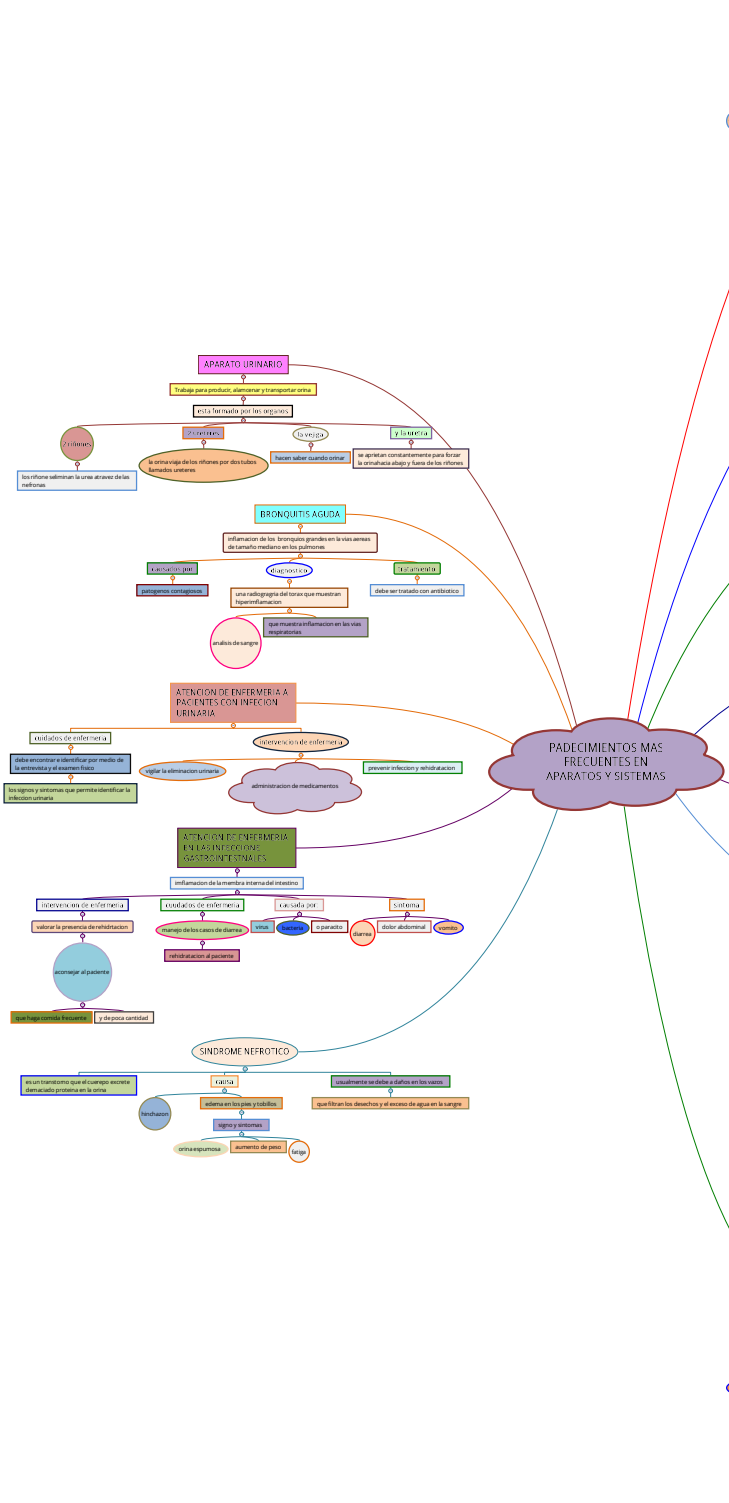 APARATO URINARIO
Trabaja para producir, alamcenar y transportar orina
esta formado por los organos
2 riñones
2 ureteres
la vejiga
y la uretra
los riñone seliminan la urea atravez de las
nefronas
la orina viaja de los riñones por dos tubos
llamados ureteres
hacen saber cuando orinar
se aprietan constantemente para forzar
la orinahacia abajo y fuera de los riñones
BRONQUITIS AGUDA
inflamacion de los bronquios grandes en la vias aereas
de tamaño mediano en los pulmones
causados por:
diagnostico
tratamiento
patogenos contagiosos
una radiogragria del torax que muestran
hiperimflamacion
debe ser tratado con antibiotico
analisis de sangre
que muestra inflamacion en las vias
respiratorias
ATENCION DE ENFERMERIA A
PACIENTES CON INFECION
URINARIA
cuidados de enfermeria
intervencion de enfermeria
debe encontrar e identificar por medio de
la entrevista y el examen fisico
los signos y sintomas que permite identificar la
infeccion urinaria
vigilar la eliminacion urinaria
administracion de medicamentos
prevenir infeccion y rehidratacion
PADECIMIENTOS MAS
FRECUENTES EN
APARATOS Y SISTEMAS
ATENCION DE ENFERMERIA
EN LAS INFECCIONE
GASTROINTESTNALES
imflamacion de la membra interna del intestino
intervencion de enfermeria
cuudados de enfermeria
causada por:
sintoma
valorar la presencia de rehidrtacion
manejo de los casos de diarrea
virus
bacteria
o paracito
diarrea
dolor abdominal
vomito
rehidratacion al paciente
aconsejar al paciente
que haga comida frecuente
y de poca cantidad
SINDROME NEFROTICO
es un transtorno que el cuerepo excrete
demaciado proteina en la orina
causa
usualmente se debe a daños en los vazos
hinchazon
edema en los pies y tobillos
que filtran los desechos y el exceso de agua en la sangre
signo y sintomas
orina espumosa
aumento de peso
fatiga